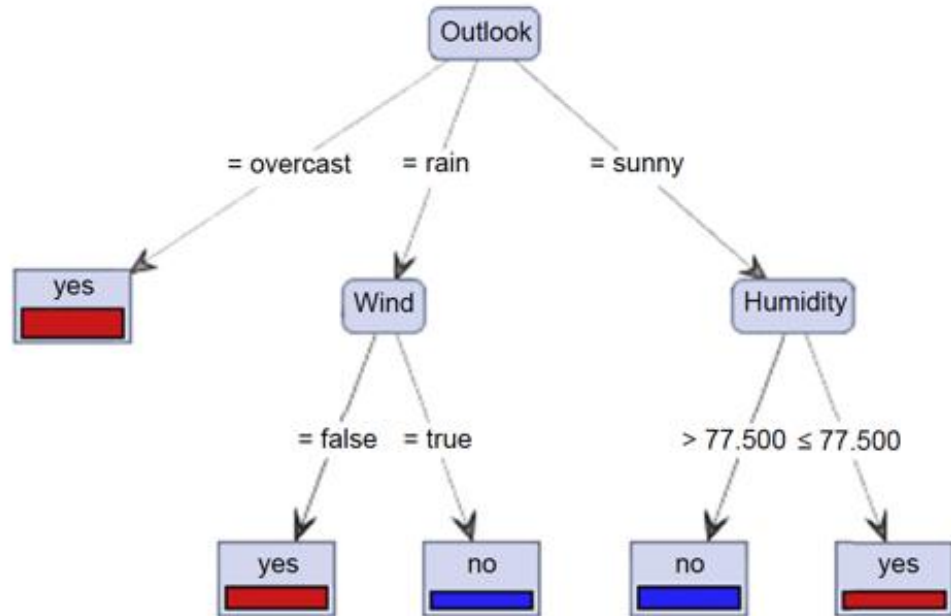 Outlook
= overcast
= rain
= sunny
yes
Wind
Humidity
= false
= true
> 77.500
≤ 77.500
yes
no
no
yes